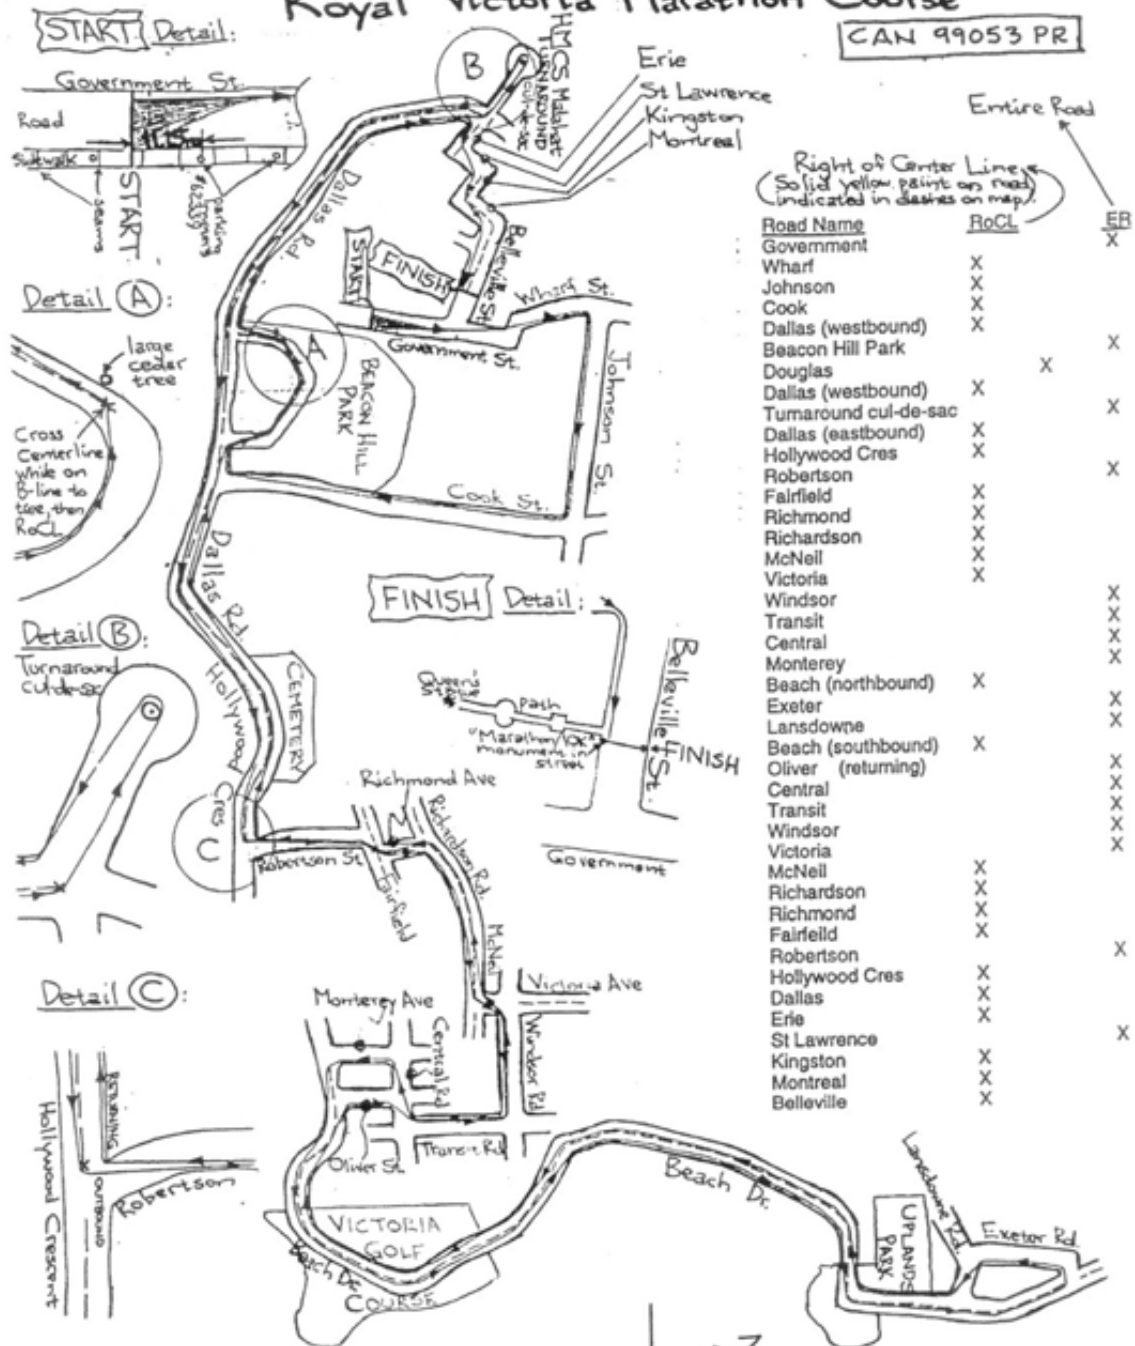 Royal Victoria Marathon Course
CAN 99053 PR
START Detail:
Government St.
Road
Sidewalk
seams
START
parking
Detail A:
large
cedar
tree
Cross
Centerline
while on
to
tree, then
RoCL
Detail B:
Turnaround
cul-de-sac
Detail C:
RETURNING
OUTBOUND
Hollywood Crescent
Robertson
B
HMCS Malahat
TURNAROUND
cul-de-sac
Erie
St Lawrence
Kingston
Montreal
Dallas Rd.
Belleville St.
START
FINISH
Wharf St.
Government St.
A
BEACON HILL
PARK
Johnson St.
Cook St.
Dallas Rd.
Hollywood Cres
CEMETERY
C
FINISH Detail:
path
"Marathon
monument in
street
Belleville St.
FINISH
Government
Richmond Ave
Richardson Rd.
Robertson St
Fairfield
McNeil
Victoria Ave
Windsor Rd
Monterey Ave
Central Rd
Oliver St.
Transit Rd
VICTORIA
GOLF
COURSE
Beach Dr.
Beach Dr.
UPLANDS
PARK
Lansdowne Rd.
Exeter Rd.
Entire Road
Right of Center Line
Solid yellow paint on road
indicated in dashes on map.
Road Name RoCL ER
Government X
Wharf X
Johnson X
Cook X
Dallas (westbound) X
Beacon Hill Park X
Douglas X
Dallas (westbound) X
Turnaround cul-de-sac X
Dallas (eastbound) X
Hollywood Cres X
Robertson X
Fairfield X
Richmond X
Richardson X
McNeil X
Victoria X
Windsor X
Transit X
Central X
Monterey X
Beach (northbound) X
Exeter X
Lansdowne X
Beach (southbound) X
Oliver (returning) X
Central X
Transit X
Windsor X
Victoria X
McNeil X
Richardson X
Richmond X
Fairfeild X
Robertson X
Hollywood Cres X
Dallas X
Erie X
St Lawrence X
Kingston X
Montreal X
Belleville X